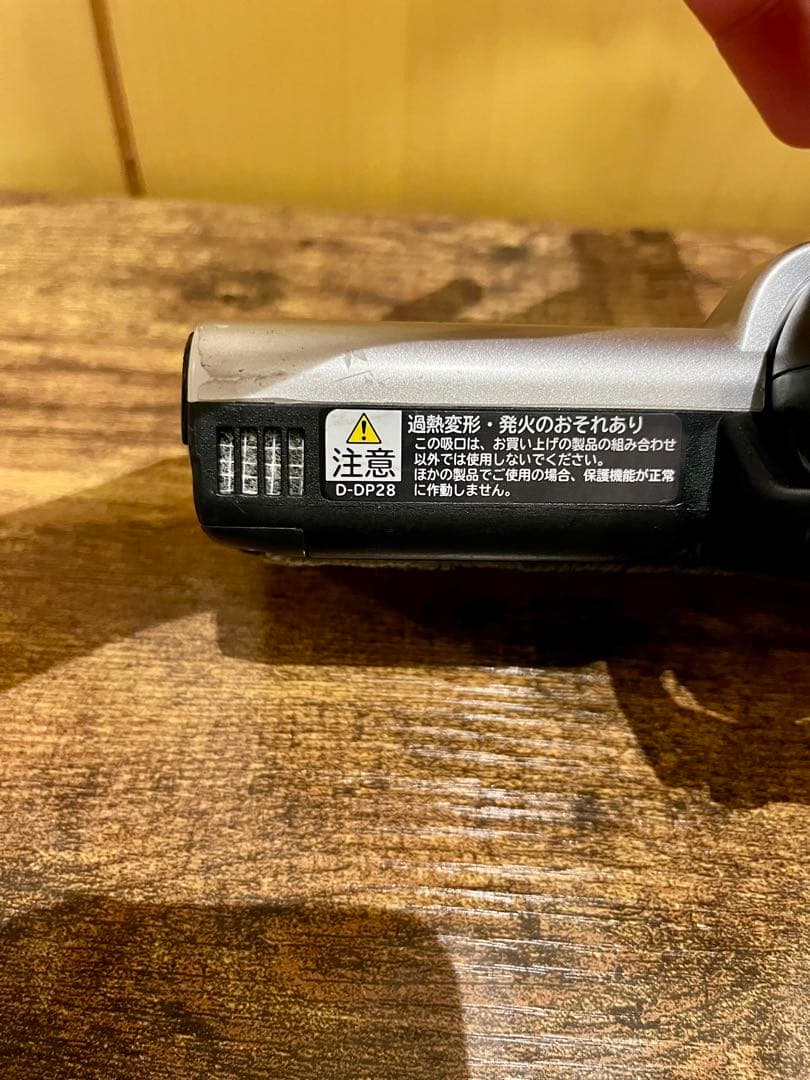 注意
D-DP28
過熱変形・発火のおそれあり
この吸口は、お買い上げの製品の組み合わせ
以外では使用しないでください。
ほかの製品でご使用の場合、保護機能が正常
に作動しません。